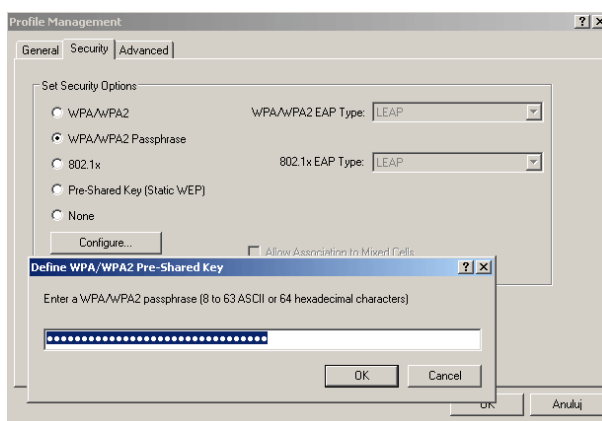 Profile Management
General Security Advanced
Set Security Options
WPA/WPA2 WPA/WPA2 EAP Type: LEAP
WPA/WPA2 Passphrase
802.1x 802.1x EAP Type: LEAP
Pre-Shared Key (Static WEP)
None
Configure... Allow Association to Mixed Cells
Define WPA/WPA2 Pre-Shared Key
Enter a WPA/WPA2 passphrase (8 to 63 ASCII or 64 hexadecimal characters)
OK Cancel
OK Anuluj